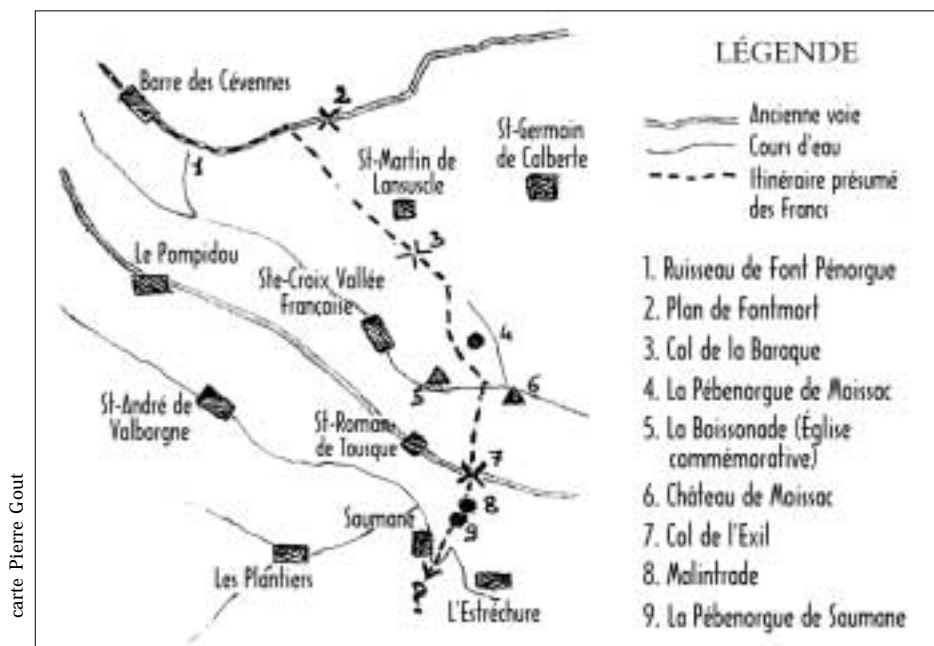 Barre des Cévennes
2
St-Germain
de Calberte
St-Martin de
Lansuscle
1
3
Le Pompidou
Ste-Croix Vallée
Française
4
5
6
St-André de
Valborgne
St-Roman
de Tousque
7
8
Saumane
9
Les Plantiers
?
L'Estréchure
LÉGENDE
Ancienne voie
Cours d'eau
Itinéraire présumé
des Francs
1. Ruisseau de Font Pénorgue
2. Plan de Fontmort
3. Col de la Baraque
4. La Pébenorgue de Moissac
5. La Boissonade (Église
commémorative)
6. Château de Moissac
7. Col de l'Exil
8. Malintrade
9. La Pébenorgue de Saumane
carte Pierre Gout